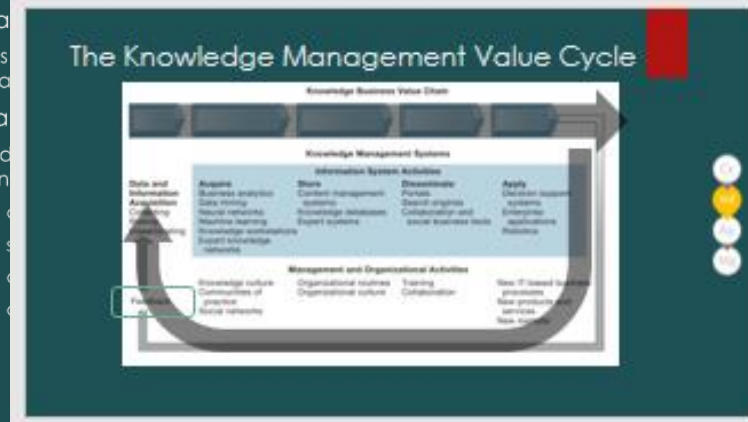 The Knowledge Management Value Cycle
Knowledge Business Value Chain
Knowledge Management Systems
Information System Activities
Data and
Information
Acquisition
Acquire
Business analytics
Data mining
Neural networks
Machine learning
Knowledge workstations
Expert knowledge
networks
Store
Content management
systems
Knowledge databases
Expert systems
Disseminate
Portals
Search engines
Collaboration and
social business tools
Apply
Decision support
systems
Enterprise
applications
Robotics
Management and Organizational Activities
Feedback
Knowledge culture
Communities of
practice
Social networks
Organizational routines
Organizational culture
Training
Collaboration
New IT-based business
processes
New products and
services
New markets